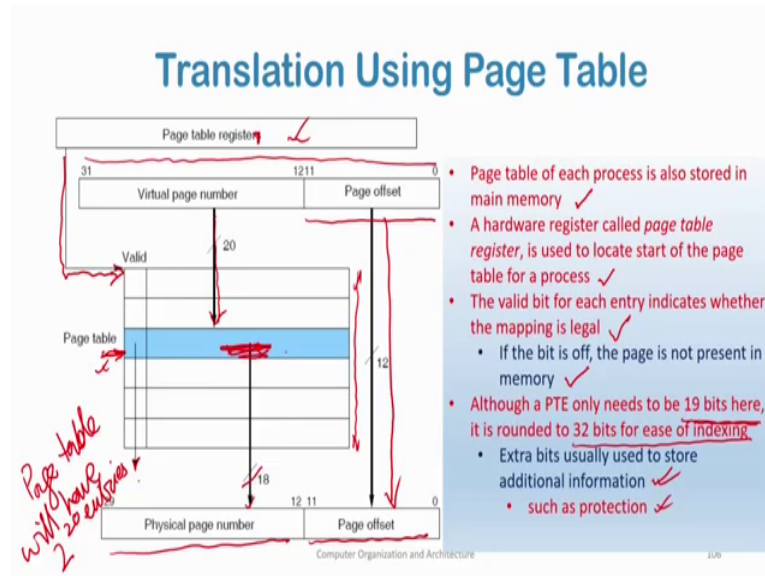 Translation Using Page Table
Page table register
31 1211 0
Virtual page number Page offset
20
Valid
Page table
12
18
29 12 11 0
Physical page number Page offset
Page table
will have
2^20 entries
• Page table of each process is also stored in
main memory
• A hardware register called page table
register, is used to locate start of the page
table for a process
• The valid bit for each entry indicates whether
the mapping is legal
• If the bit is off, the page is not present in
memory
• Although a PTE only needs to be 19 bits here,
it is rounded to 32 bits for ease of indexing
• Extra bits usually used to store
additional information
• such as protection
Computer Organization and Architecture 106